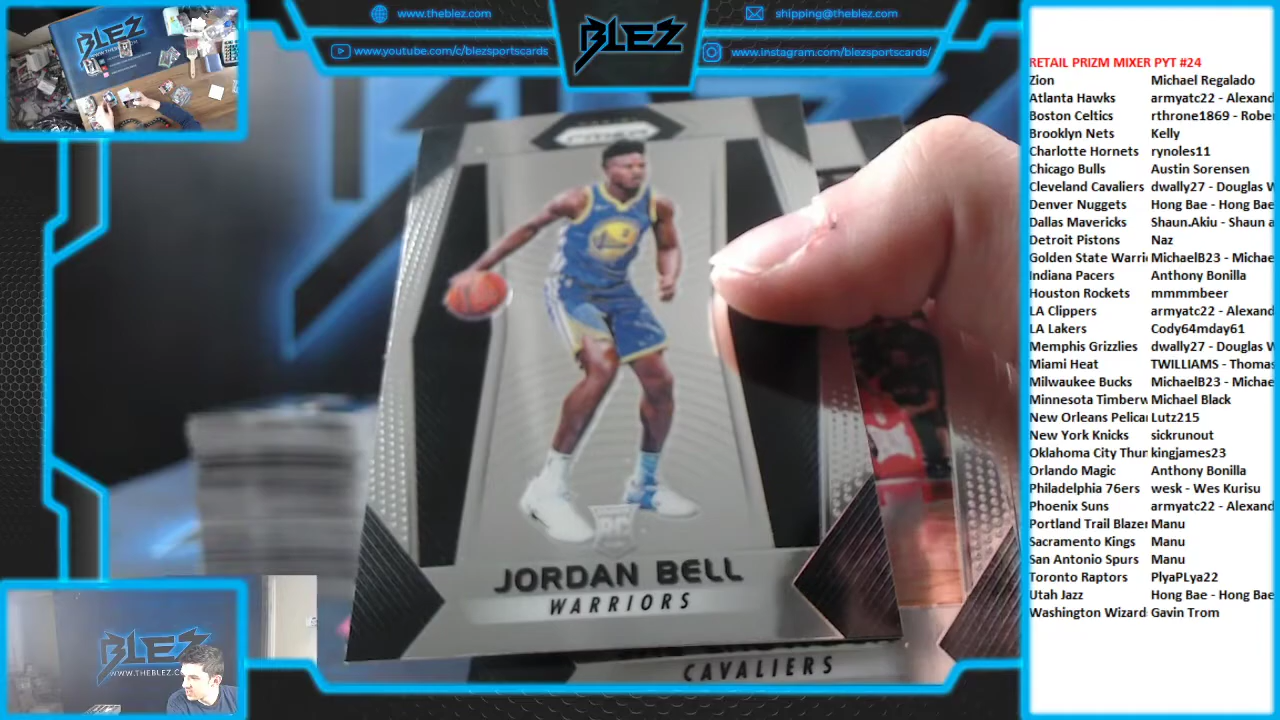 www.theblez.com
www.youtube.com/c/blezsportscards
BLEZ
shipping@theblez.com
www.instagram.com/blezsportscards/
BLEZ
PRIZM
RC
JORDAN BELL
WARRIORS
CAVALIERS
BLEZ
RETAIL PRIZM MIXER PYT #24
Zion Michael Regalado
Atlanta Hawks armyatc22 - Alexand
Boston Celtics rthrone1869 - Robe
Brooklyn Nets Kelly
Charlotte Hornets rynoles11
Chicago Bulls Austin Sorensen
Cleveland Cavaliers dwally27 - Douglas W
Denver Nuggets Hong Bae - Hong Bae
Dallas Mavericks Shaun.Akiu - Shaun a
Detroit Pistons Naz
Golden State Warri MichaelB23 - Michae
Indiana Pacers Anthony Bonilla
Houston Rockets mmmmbeer
LA Clippers armyatc22 - Alexand
LA Lakers Cody64mday61
Memphis Grizzlies dwally27 - Douglas W
Miami Heat TWILLIAMS - Thomas
Milwaukee Bucks MichaelB23 - Michae
Minnesota Timberw Michael Black
New Orleans Pelica Lutz215
New York Knicks sickrunout
Oklahoma City Thun kingjames23
Orlando Magic Anthony Bonilla
Philadelphia 76ers wesk - Wes Kurisu
Phoenix Suns armyatc22 - Alexand
Portland Trail Blazer Manu
Sacramento Kings Manu
San Antonio Spurs Manu
Toronto Raptors PlyaPLya22
Utah Jazz Hong Bae - Hong Bae
Washington Wizard Gavin Trom